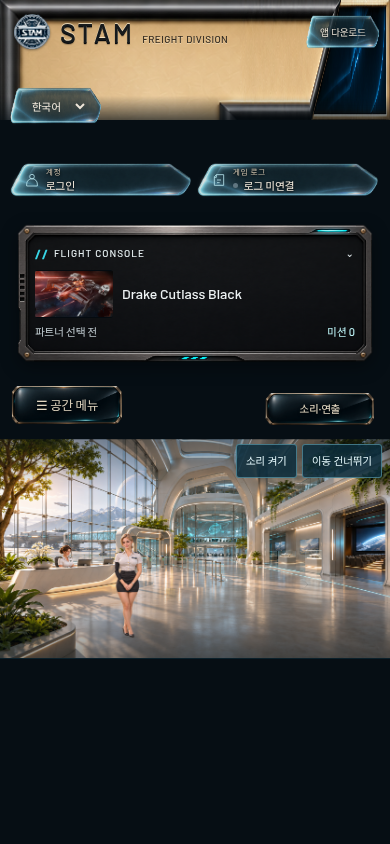 STAM
STAM FREIGHT DIVISION
앱 다운로드
한국어
계정
로그인
게임 로그
로그 미연결
// FLIGHT CONSOLE
Drake Cutlass Black
파트너 선택 전
미션 0
☰ 공간 메뉴
소리·연출
소리 켜기
이동 건너뛰기